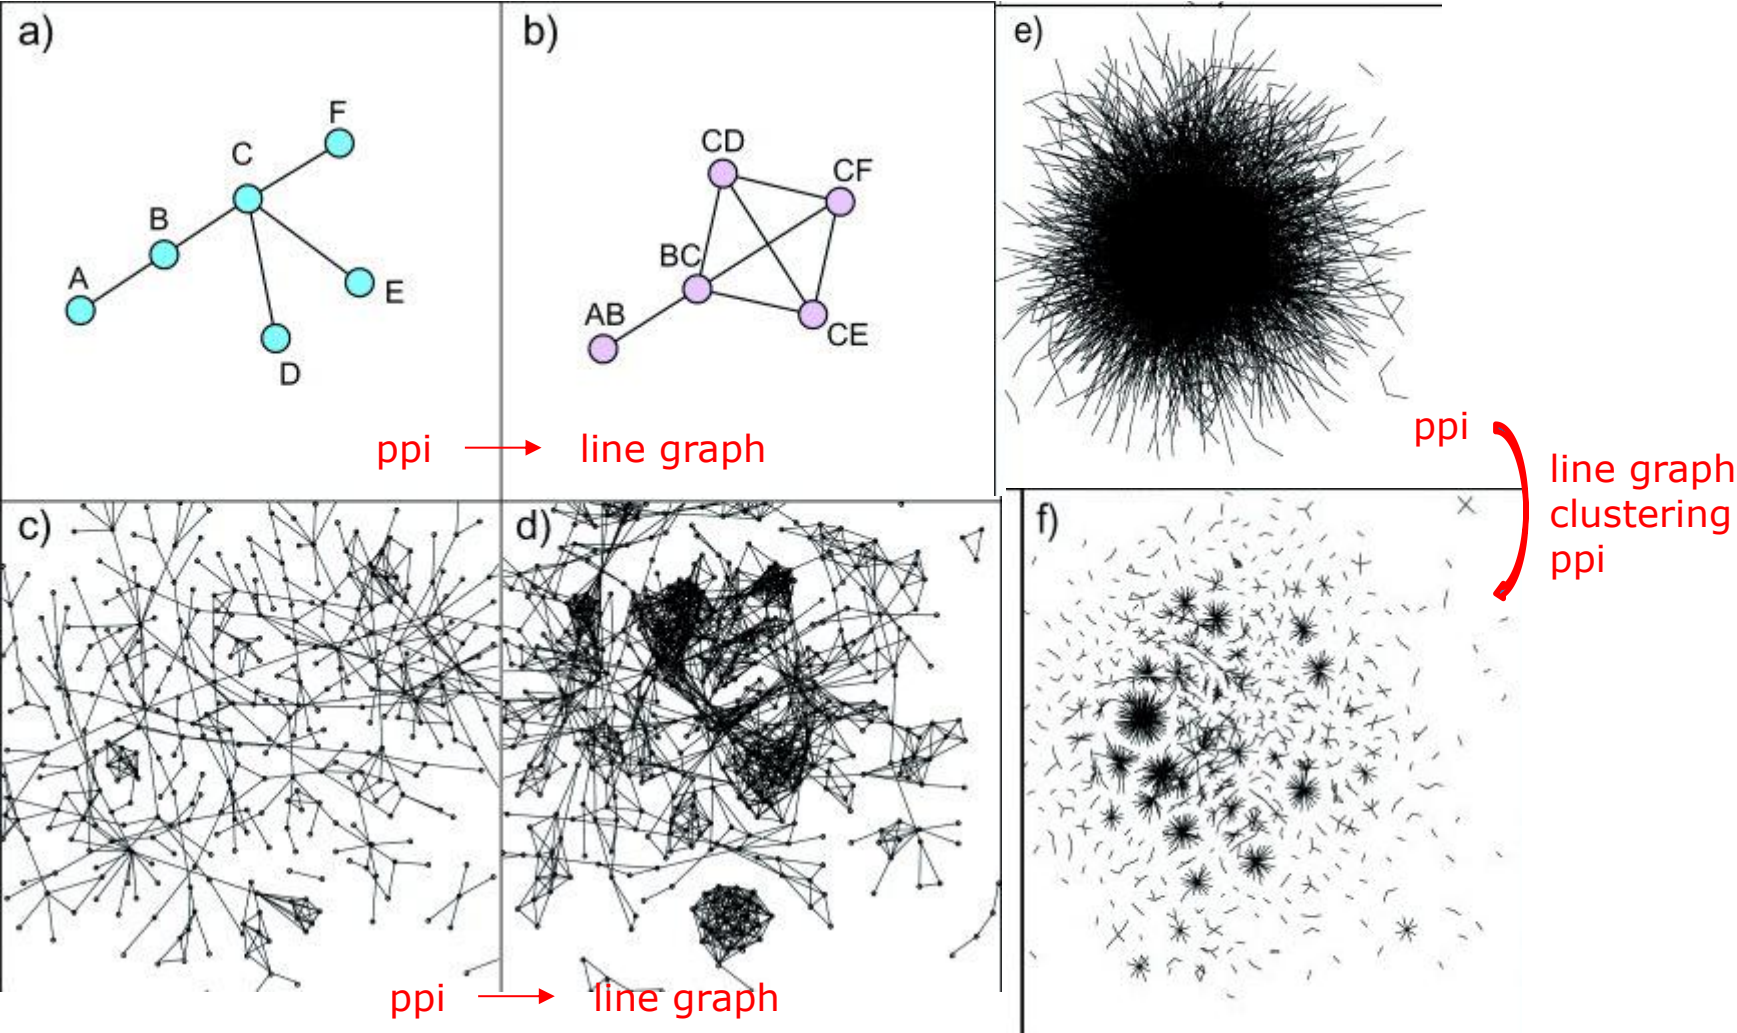 a)
F
C
B
A
E
D
b)
CD
CF
BC
AB
CE
ppi
line graph
e)
ppi
line graph
clustering
ppi
c)
d)
ppi
line graph
f)